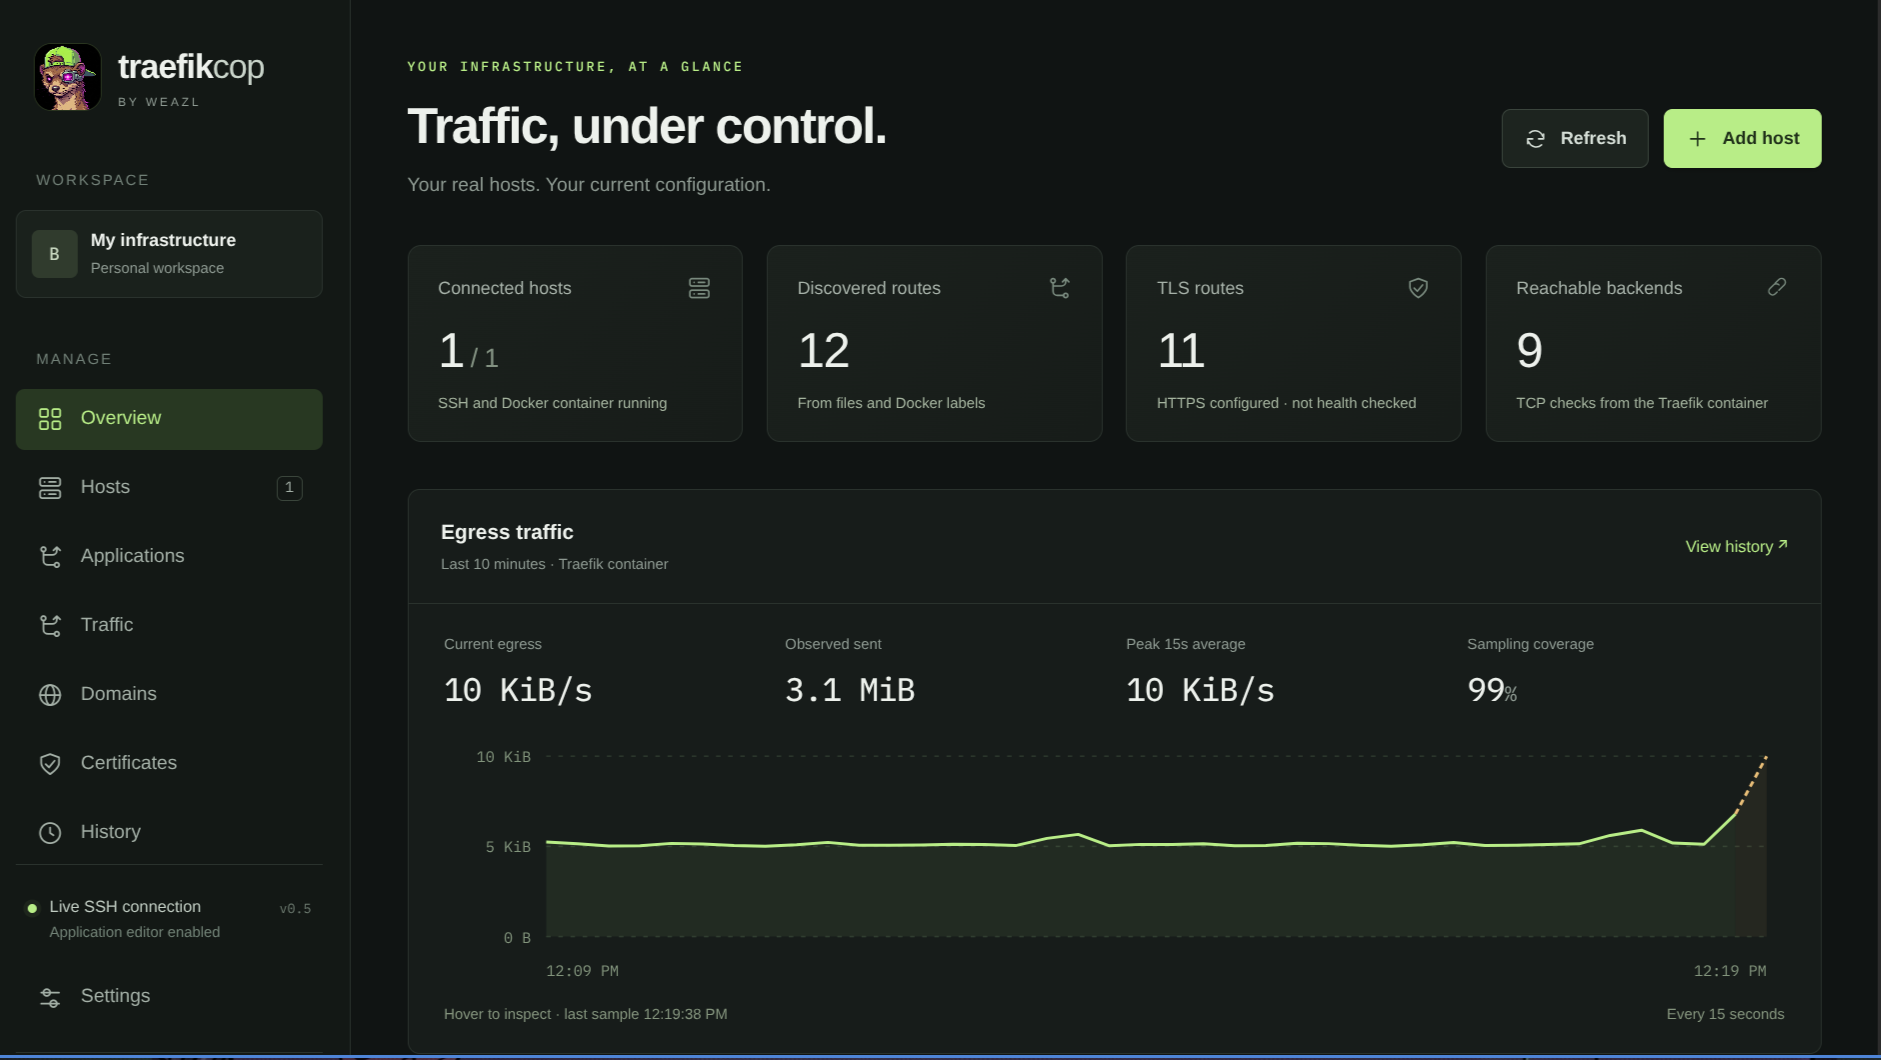 traefikcop
BY WEAZL
WORKSPACE
B
My infrastructure
Personal workspace
MANAGE
Overview
Hosts
1
Applications
Traffic
Domains
Certificates
History
Live SSH connection
v0.5
Application editor enabled
Settings
YOUR INFRASTRUCTURE, AT A GLANCE
Traffic, under control.
Your real hosts. Your current configuration.
Refresh
Add host
Connected hosts
1 / 1
SSH and Docker container running
Discovered routes
12
From files and Docker labels
TLS routes
11
HTTPS configured · not health checked
Reachable backends
9
TCP checks from the Traefik container
Egress traffic
Last 10 minutes · Traefik container
View history
Current egress
10 KiB/s
Observed sent
3.1 MiB
Peak 15s average
10 KiB/s
Sampling coverage
99%
10 KiB
5 KiB
0 B
12:09 PM
12:19 PM
Hover to inspect · last sample 12:19:38 PM
Every 15 seconds